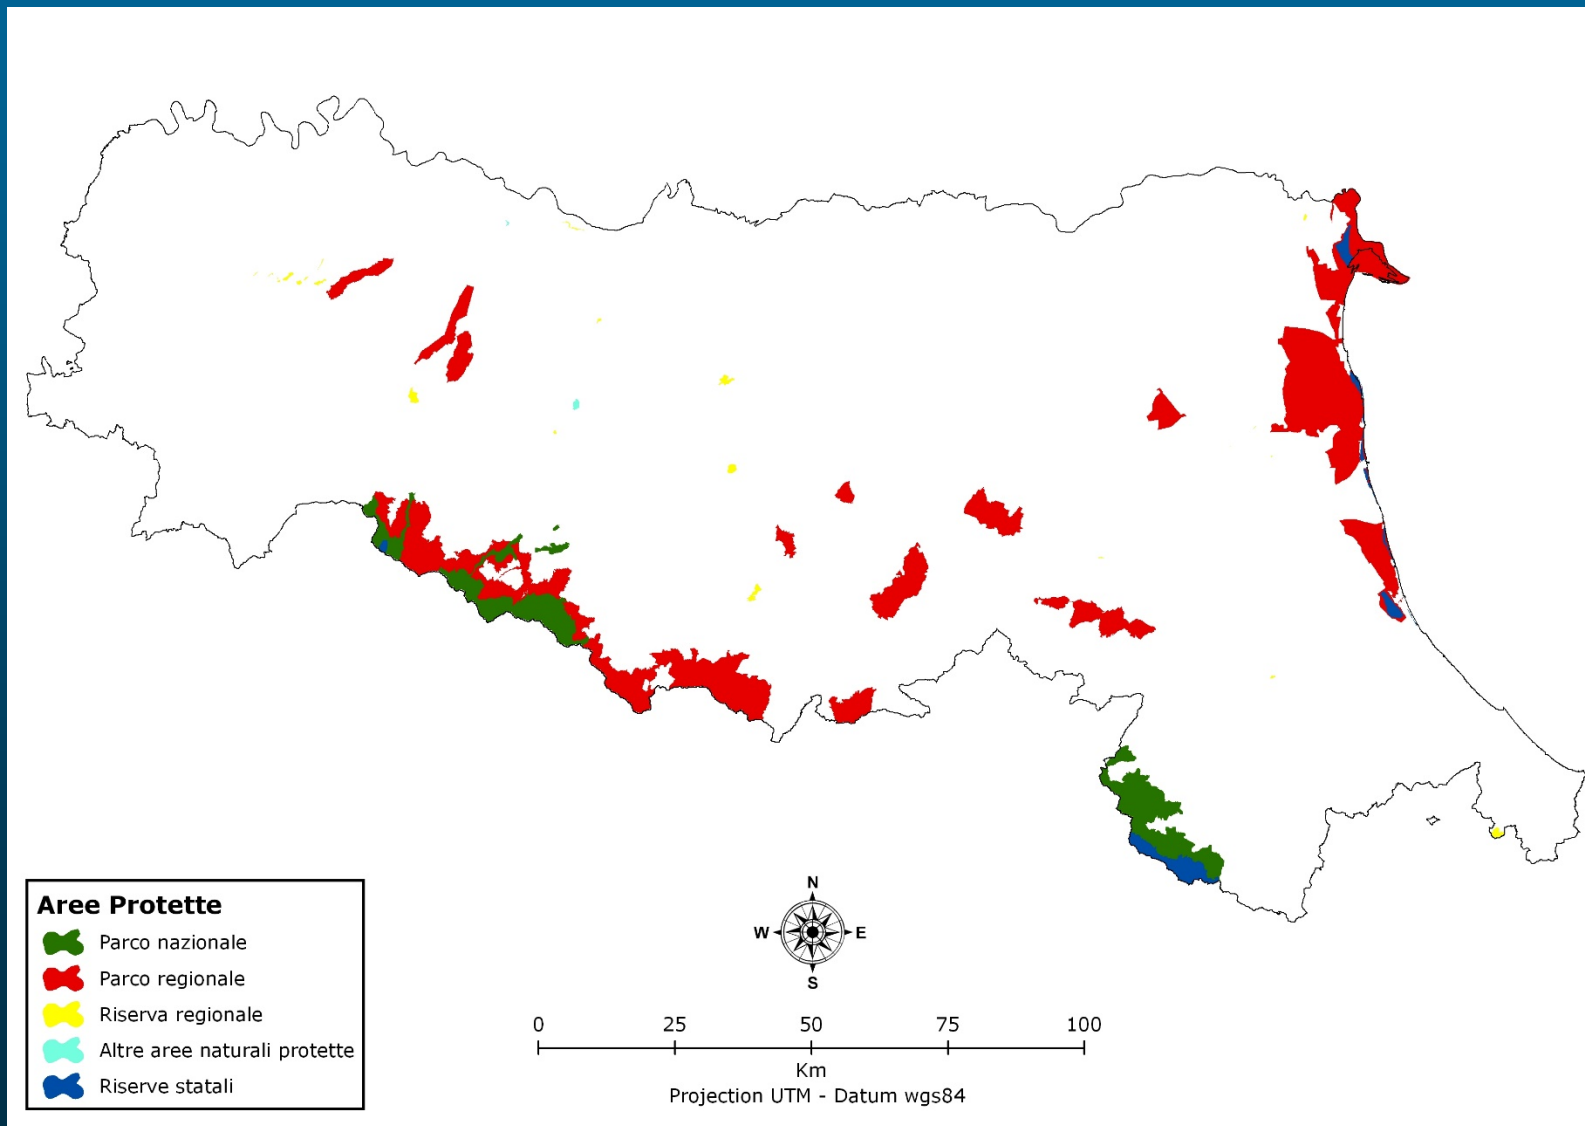 Aree Protette
Parco nazionale
Parco regionale
Riserva regionale
Altre aree naturali protette
Riserve statali
N
W E
S
0 25 50 75 100
Km
Projection UTM - Datum wgs84